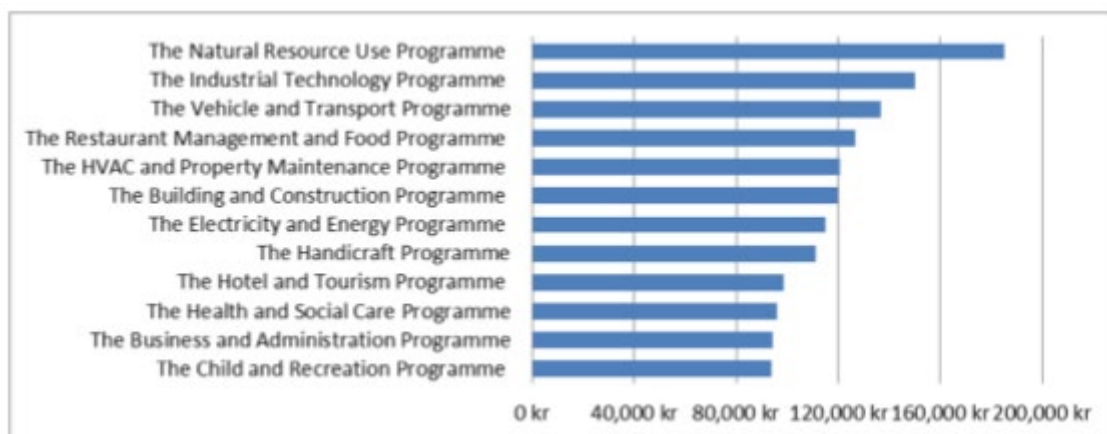 The Natural Resource Use Programme
The Industrial Technology Programme
The Vehicle and Transport Programme
The Restaurant Management and Food Programme
The HVAC and Property Maintenance Programme
The Building and Construction Programme
The Electricity and Energy Programme
The Handicraft Programme
The Hotel and Tourism Programme
The Health and Social Care Programme
The Business and Administration Programme
The Child and Recreation Programme
0 kr 40,000 kr 80,000 kr 120,000 kr 160,000 kr 200,000 kr